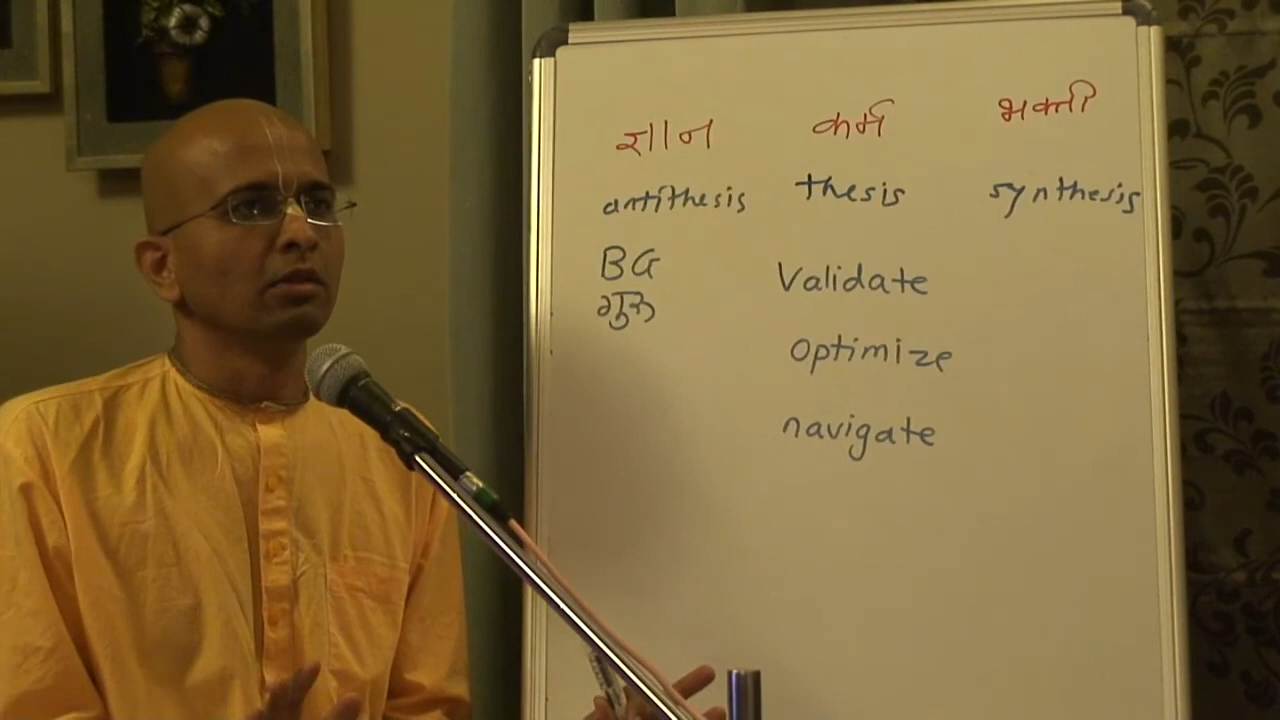 ज्ञान कर्म भक्ती
antithesis thesis synthesis
BG Validate
गुरू
optimize
navigate